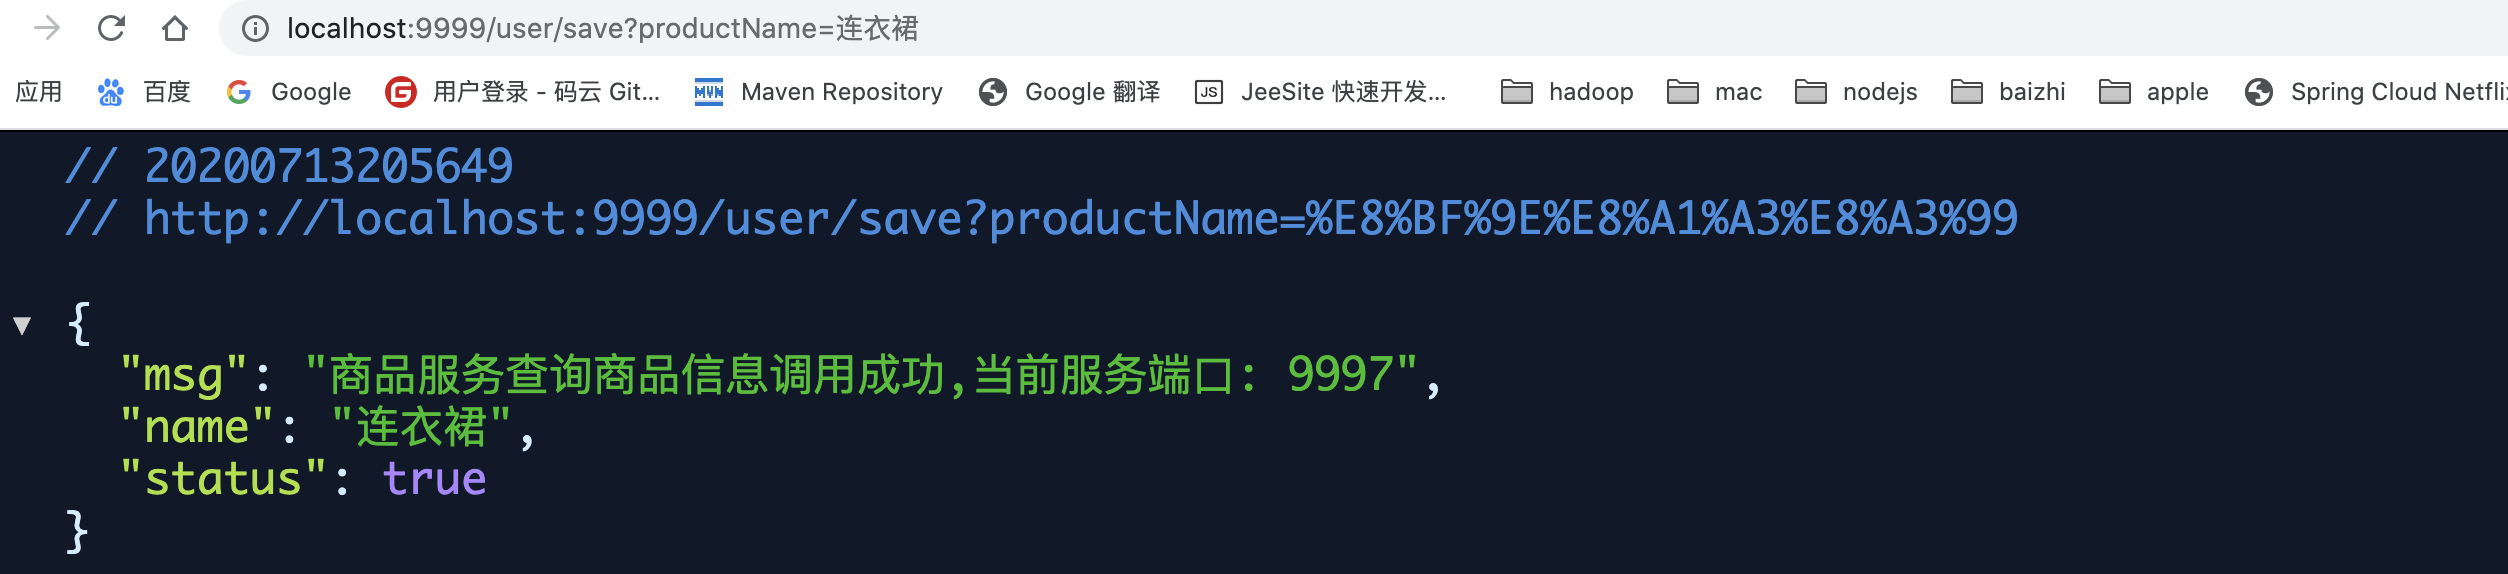 localhost:9999/user/save?productName=连衣裙
应用 百度 Google 用户登录 - 码云 Git... Maven Repository Google 翻译 JS JeeSite 快速开发... hadoop mac nodejs baizhi apple Spring Cloud Netflix
// 20200713205649
// http://localhost:9999/user/save?productName=%E8%BF%9E%E8%A1%A3%E8%A3%99
{
"msg": "商品服务查询商品信息调用成功,当前服务端口: 9997",
"name": "连衣裙",
"status": true
}